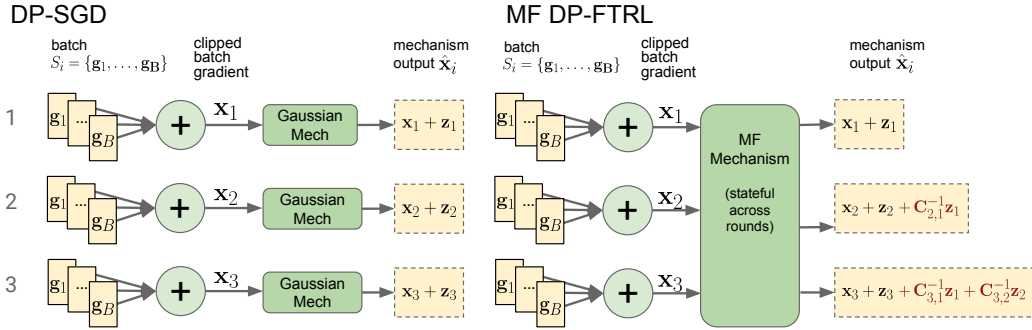 DP-SGD
batch
S_i = {g_1, . . . , g_B}
clipped
batch
gradient
mechanism
output x̂_i
1
g_1
...
g_B
+
x_1
Gaussian
Mech
x_1 + z_1
2
g_1
...
g_B
+
x_2
Gaussian
Mech
x_2 + z_2
3
g_1
...
g_B
+
x_3
Gaussian
Mech
x_3 + z_3
MF DP-FTRL
batch
S_i = {g_1, . . . , g_B}
clipped
batch
gradient
mechanism
output x̂_i
g_1
...
g_B
+
x_1
g_1
...
g_B
+
x_2
g_1
...
g_B
+
x_3
MF
Mechanism
(stateful
across
rounds)
x_1 + z_1
x_2 + z_2 + C_{2,1}^{-1}z_1
x_3 + z_3 + C_{3,1}^{-1}z_1 + C_{3,2}^{-1}z_2